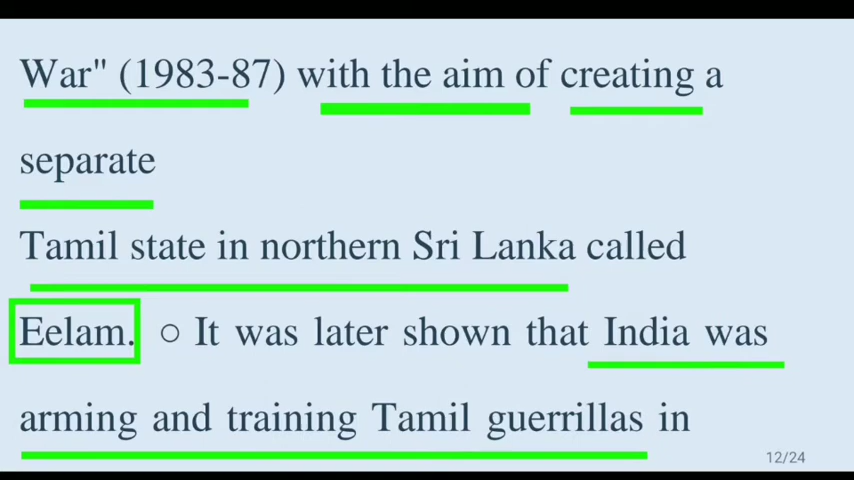 War" (1983-87) with the aim of creating a
separate
Tamil state in northern Sri Lanka called
Eelam. ○ It was later shown that India was
arming and training Tamil guerrillas in
12/24